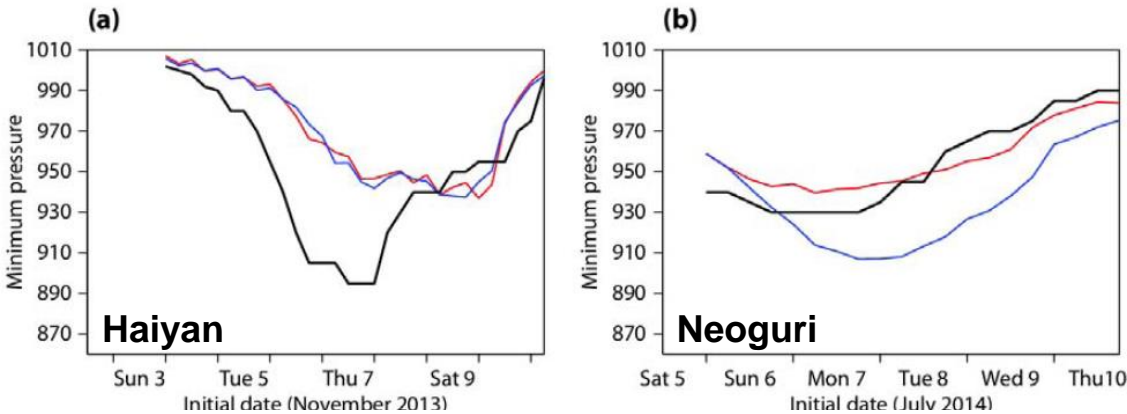 (a)
1010
990
970
950
930
910
890
870
Minimum pressure
Haiyan
Sun 3 Tue 5 Thu 7 Sat 9
Initial date (November 2013)
(b)
1010
990
970
950
930
910
890
870
Minimum pressure
Neoguri
Sat 5 Sun 6 Mon 7 Tue 8 Wed 9 Thu10
Initial date (July 2014)